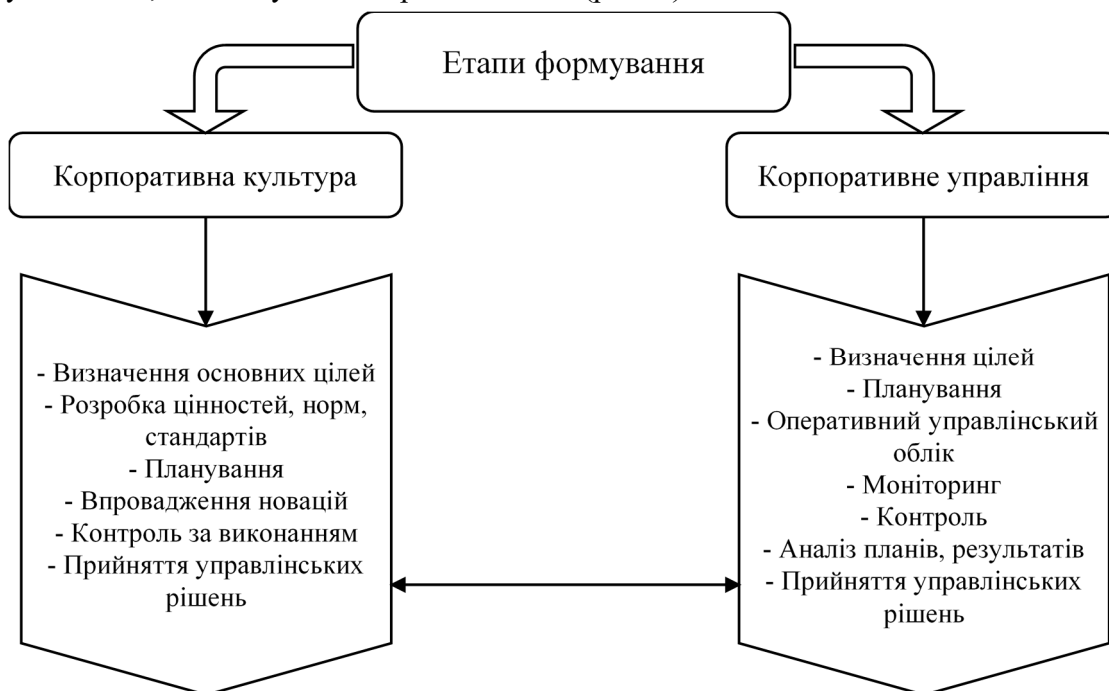 Етапи формування
Корпоративна культура
Корпоративне управління
- Визначення основних цілей
- Розробка цінностей, норм,
стандартів
- Планування
- Впровадження новацій
- Контроль за виконанням
- Прийняття управлінських
рішень
- Визначення цілей
- Планування
- Оперативний управлінський
облік
- Моніторинг
- Контроль
- Аналіз планів, результатів
- Прийняття управлінських
рішень